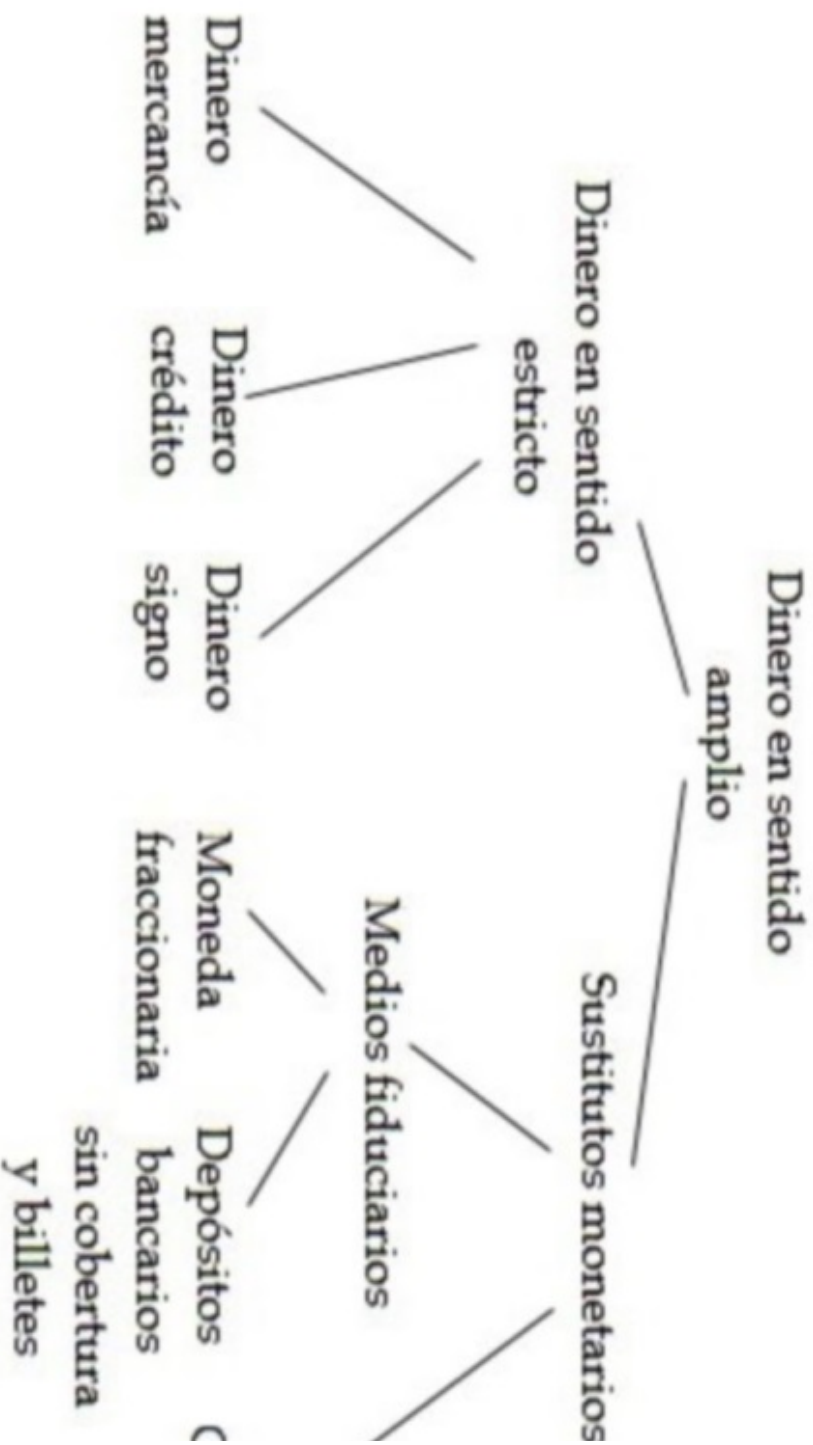 Dinero en sentido
amplio
Dinero en sentido
estricto
Sustitutos monetarios
Medios fiduciarios
Dinero
mercancía
Dinero
crédito
Dinero
signo
Moneda
fraccionaria
Depósitos
bancarios
sin cobertura
y billetes